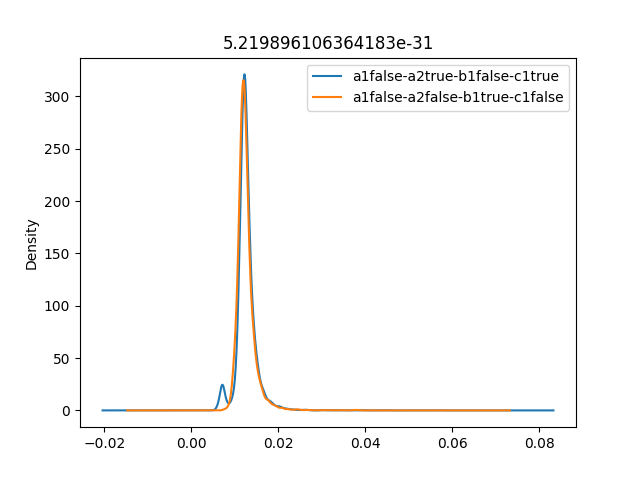 5.219896106364183e-31
a1false-a2true-b1false-c1true
a1false-a2false-b1true-c1false
Density
300
250
200
150
100
50
0
−0.02 0.00 0.02 0.04 0.06 0.08